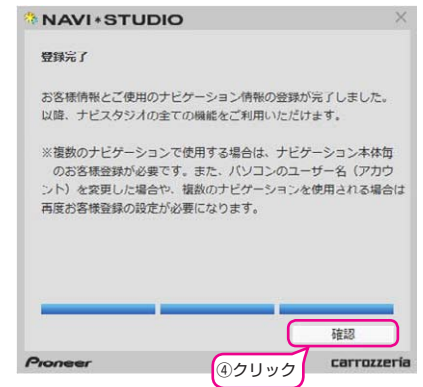 NAVI*STUDIO
登録完了
お客様情報とご使用のナビゲーション情報の登録が完了しました。
以降、ナビスタジオの全ての機能をご利用いただけます。
※複数のナビゲーションで使用する場合は、ナビゲーション本体毎
のお客様登録が必要です。また、パソコンのユーザー名（アカウ
ント）を変更した場合や、複数のナビゲーションを使用される場合は
再度お客様登録の設定が必要になります。
確認
④クリック
Pioneer
carrozzeria